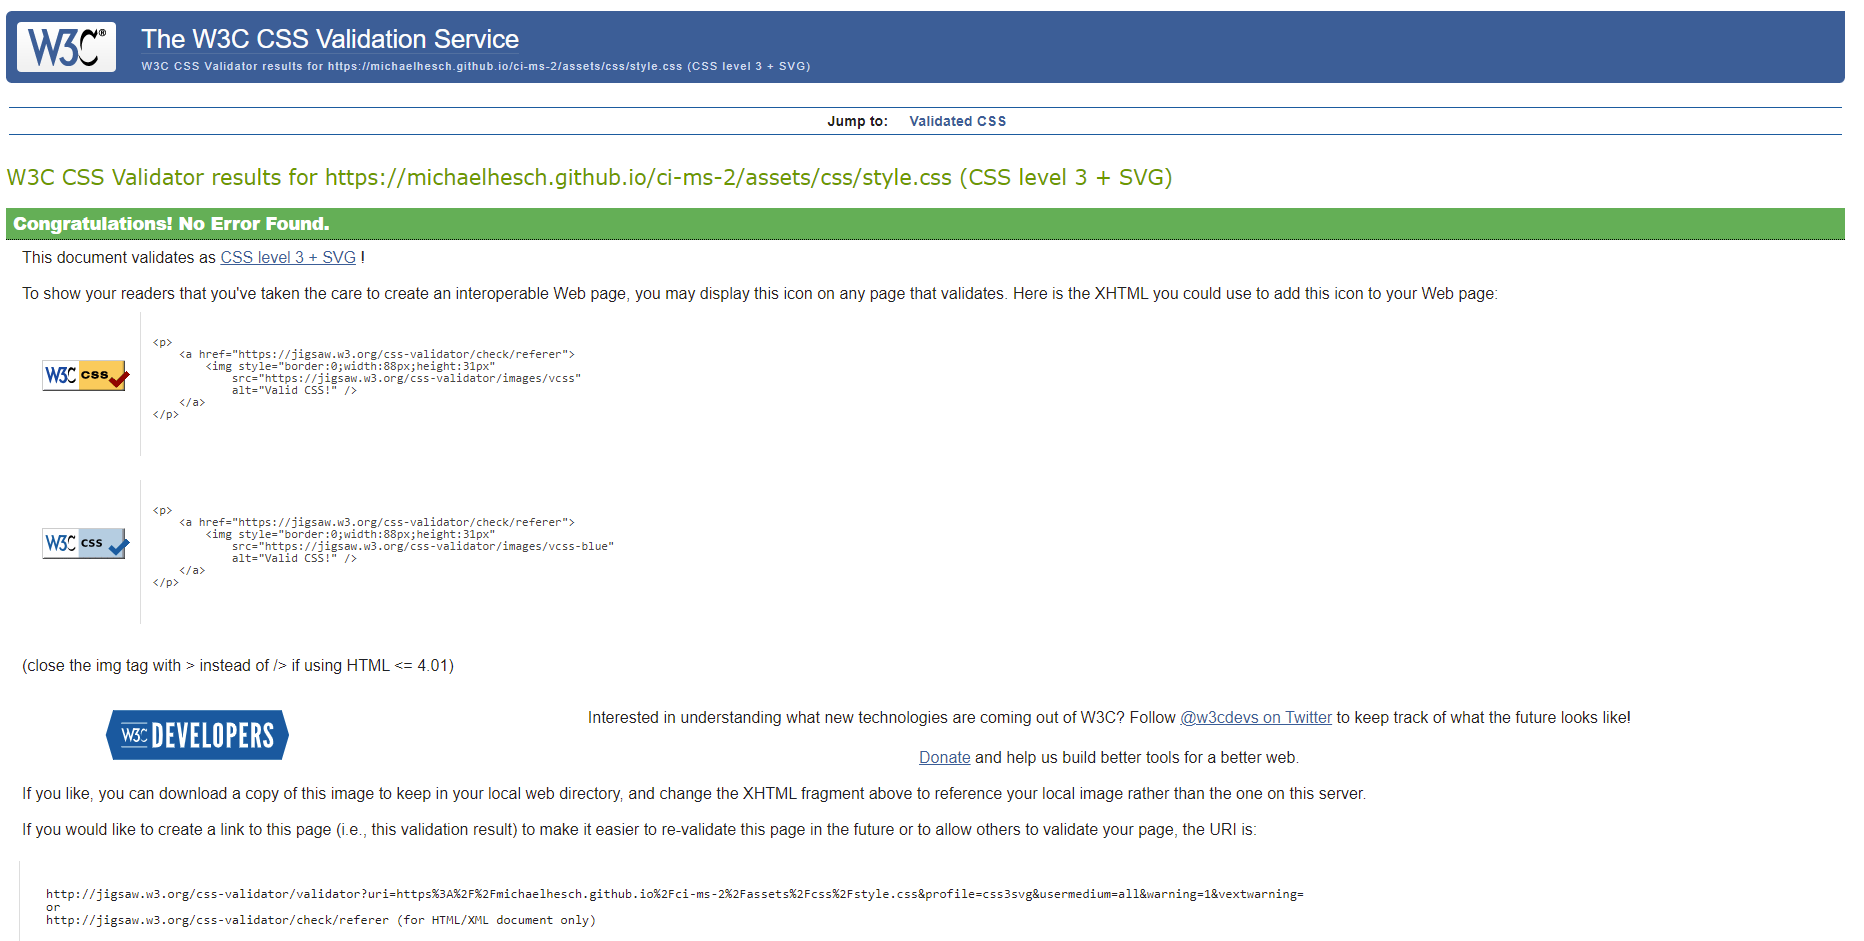 W3C®
The W3C CSS Validation Service
W3C CSS Validator results for https://michaelhesch.github.io/ci-ms-2/assets/css/style.css (CSS level 3 + SVG)
Jump to: Validated CSS
W3C CSS Validator results for https://michaelhesch.github.io/ci-ms-2/assets/css/style.css (CSS level 3 + SVG)
Congratulations! No Error Found.
This document validates as CSS level 3 + SVG !
To show your readers that you've taken the care to create an interoperable Web page, you may display this icon on any page that validates. Here is the XHTML you could use to add this icon to your Web page:
W3C css
<p>
<a href="https://jigsaw.w3.org/css-validator/check/referer">
<img style="border:0;width:88px;height:31px"
src="https://jigsaw.w3.org/css-validator/images/vcss"
alt="Valid CSS!" />
</a>
</p>
W3C css
<p>
<a href="https://jigsaw.w3.org/css-validator/check/referer">
<img style="border:0;width:88px;height:31px"
src="https://jigsaw.w3.org/css-validator/images/vcss-blue"
alt="Valid CSS!" />
</a>
</p>
(close the img tag with > instead of /> if using HTML <= 4.01)
W3C DEVELOPERS
Interested in understanding what new technologies are coming out of W3C? Follow @w3cdevs on Twitter to keep track of what the future looks like!
Donate and help us build better tools for a better web.
If you like, you can download a copy of this image to keep in your local web directory, and change the XHTML fragment above to reference your local image rather than the one on this server.
If you would like to create a link to this page (i.e., this validation result) to make it easier to re-validate this page in the future or to allow others to validate your page, the URI is:
http://jigsaw.w3.org/css-validator/validator?uri=https%3A%2F%2Fmichaelhesch.github.io%2Fci-ms-2%2Fassets%2Fcss%2Fstyle.css&profile=css3svg&usermedium=all&warning=1&vextwarning=
or
http://jigsaw.w3.org/css-validator/check/referer (for HTML/XML document only)